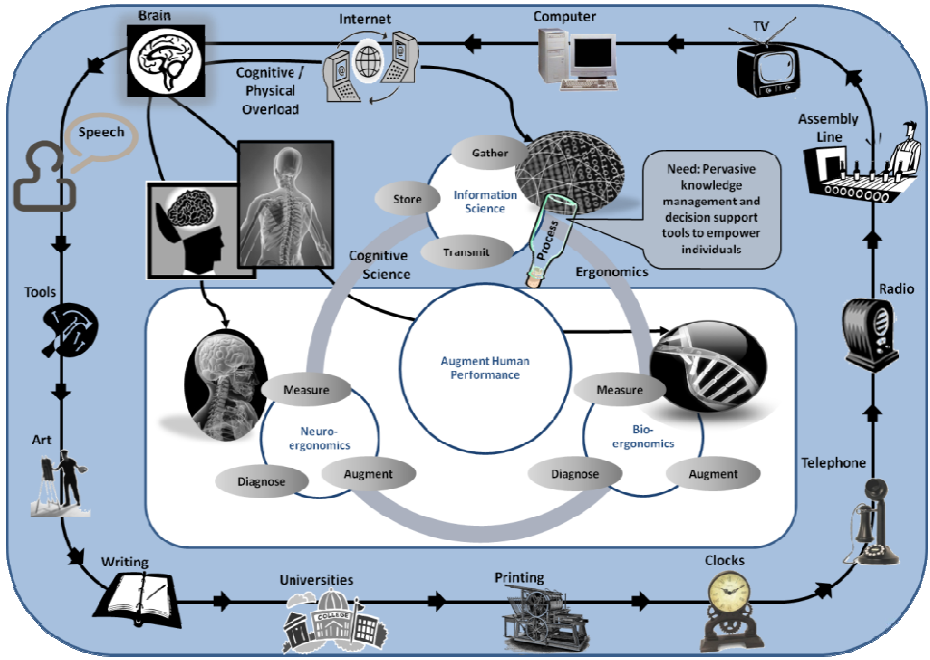 Brain
Internet
Computer
TV
Cognitive /
Physical
Overload
Speech
Assembly
Line
Gather
Information
Science
Store
Transmit
Process
Need: Pervasive
knowledge
management and
decision support
tools to empower
individuals
Cognitive
Science
Ergonomics
Tools
Radio
Augment Human
Performance
Measure
Neuro-
ergonomics
Diagnose
Augment
Measure
Bio-
ergonomics
Diagnose
Augment
Art
Telephone
Writing
Universities
COLLEGE
Printing
Clocks